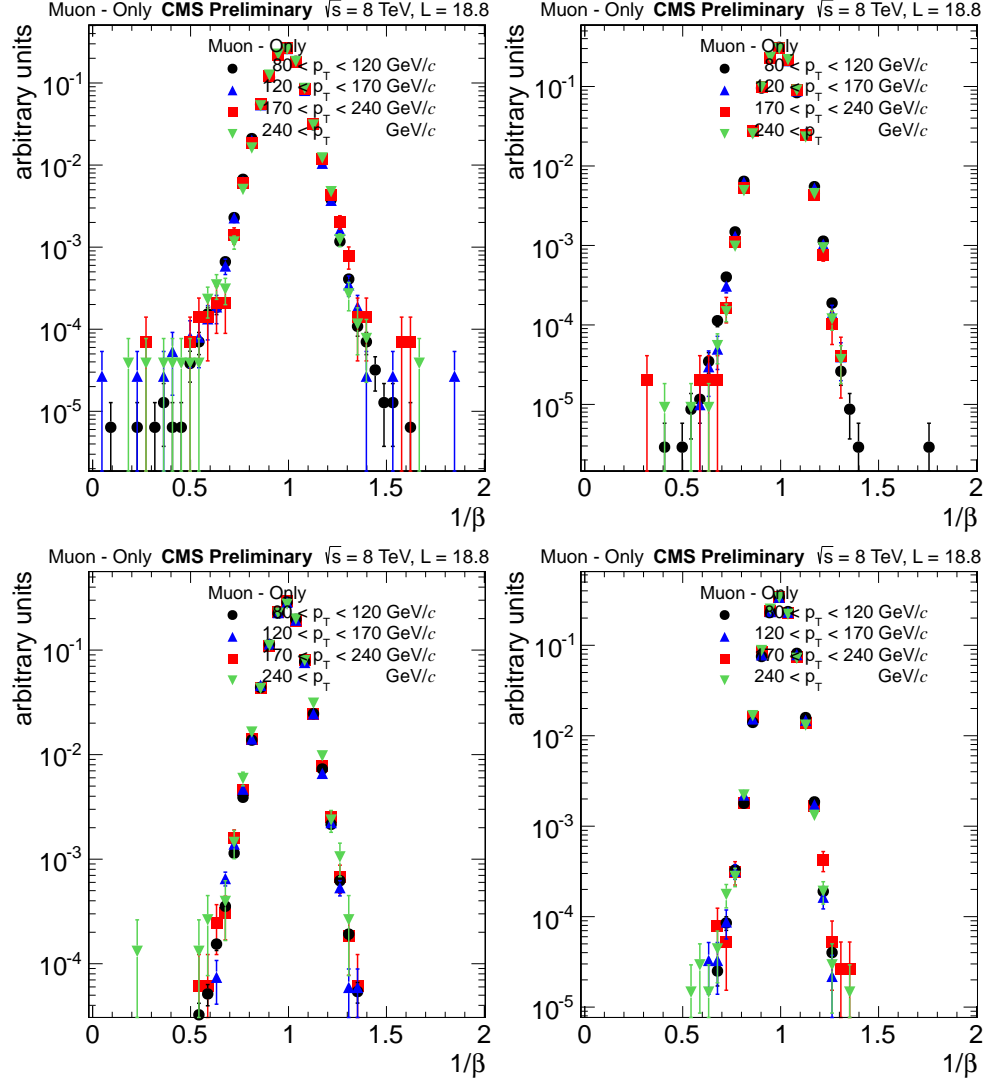 Muon - Only CMS Preliminary √s = 8 TeV, L = 18.8
arbitrary units
Muon - Only
80 < p_T < 120 GeV/c
120 < p_T < 170 GeV/c
170 < p_T < 240 GeV/c
240 < p_T GeV/c
10^-1
10^-2
10^-3
10^-4
10^-5
0 0.5 1 1.5 2
1/β
Muon - Only CMS Preliminary √s = 8 TeV, L = 18.8
arbitrary units
Muon - Only
80 < p_T < 120 GeV/c
120 < p_T < 170 GeV/c
170 < p_T < 240 GeV/c
240 < p_T GeV/c
10^-1
10^-2
10^-3
10^-4
10^-5
0 0.5 1 1.5 2
1/β
Muon - Only CMS Preliminary √s = 8 TeV, L = 18.8
arbitrary units
Muon - Only
80 < p_T < 120 GeV/c
120 < p_T < 170 GeV/c
170 < p_T < 240 GeV/c
240 < p_T GeV/c
10^-1
10^-2
10^-3
10^-4
0 0.5 1 1.5 2
1/β
Muon - Only CMS Preliminary √s = 8 TeV, L = 18.8
arbitrary units
Muon - Only
80 < p_T < 120 GeV/c
120 < p_T < 170 GeV/c
170 < p_T < 240 GeV/c
240 < p_T GeV/c
10^-1
10^-2
10^-3
10^-4
10^-5
0 0.5 1 1.5 2
1/β